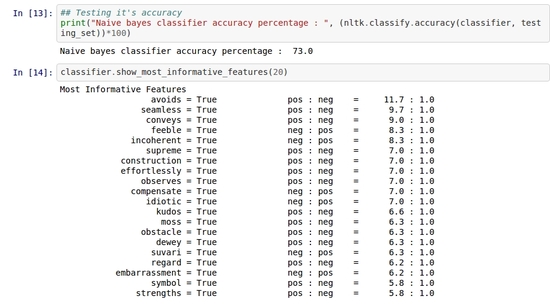 In [13]: ## Testing it's accuracy
print("Naive bayes classifier accuracy percentage : ", (nltk.classify.accuracy(classifier, test
ing_set))*100)
Naive bayes classifier accuracy percentage :  73.0
In [14]: classifier.show_most_informative_features(20)
Most Informative Features
avoids = True pos : neg = 11.7 : 1.0
seamless = True pos : neg = 9.7 : 1.0
conveys = True pos : neg = 9.0 : 1.0
feeble = True neg : pos = 8.3 : 1.0
incoherent = True neg : pos = 8.3 : 1.0
supreme = True pos : neg = 7.0 : 1.0
construction = True pos : neg = 7.0 : 1.0
effortlessly = True pos : neg = 7.0 : 1.0
observes = True pos : neg = 7.0 : 1.0
compensate = True neg : pos = 7.0 : 1.0
idiotic = True neg : pos = 7.0 : 1.0
kudos = True pos : neg = 6.6 : 1.0
moss = True pos : neg = 6.3 : 1.0
obstacle = True pos : neg = 6.3 : 1.0
dewey = True pos : neg = 6.3 : 1.0
suvari = True neg : pos = 6.3 : 1.0
regard = True pos : neg = 6.2 : 1.0
embarrassment = True neg : pos = 6.2 : 1.0
symbol = True pos : neg = 5.8 : 1.0
strengths = True pos : neg = 5.8 : 1.0